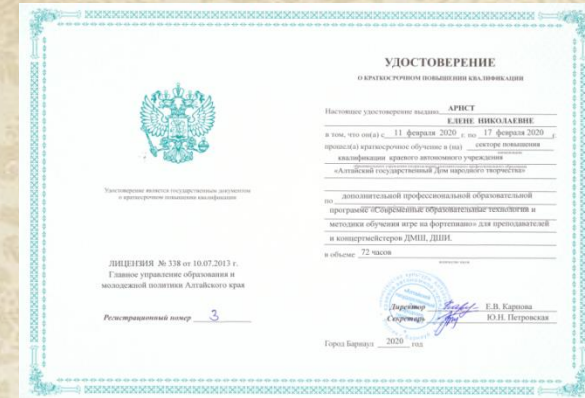 Удостоверение является государственным документом
о краткосрочном повышении квалификации
ЛИЦЕНЗИЯ № 338 от 10.07.2013 г.
Главное управление образования и
молодежной политики Алтайского края
Регистрационный номер 3
УДОСТОВЕРЕНИЕ
О КРАТКОСРОЧНОМ ПОВЫШЕНИИ КВАЛИФИКАЦИИ
Настоящее удостоверение выдано АРИСТ
ЕЛЕНЕ НИКОЛАЕВНЕ
в том, что он(а) с 11 февраля 2020 г. по 17 февраля 2020 г.
прошел(а) краткосрочное обучение в (на) секторе повышения
квалификации краевого автономного учреждения
«Алтайский государственный Дом народного творчества»
по дополнительной профессиональной образовательной
программе «Современные образовательные технологии и
методика обучения игре на фортепиано» для преподавателей
и концертмейстеров ДМШ, ДШИ.
в объеме 72 часов
Директор Е.В. Карпова
Секретарь Ю.Н. Петровская
Город Барнаул 2020 год